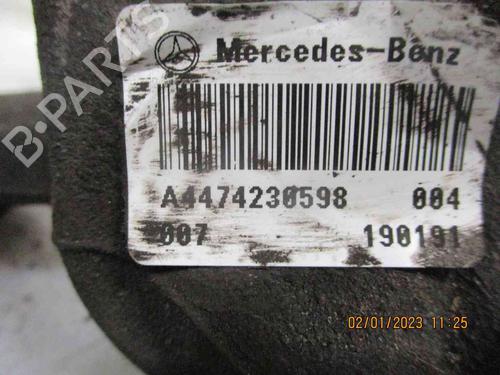 Mercedes-Benz
A4474230598 004
007 190191
B-PARTS
02/01/2023 11:25